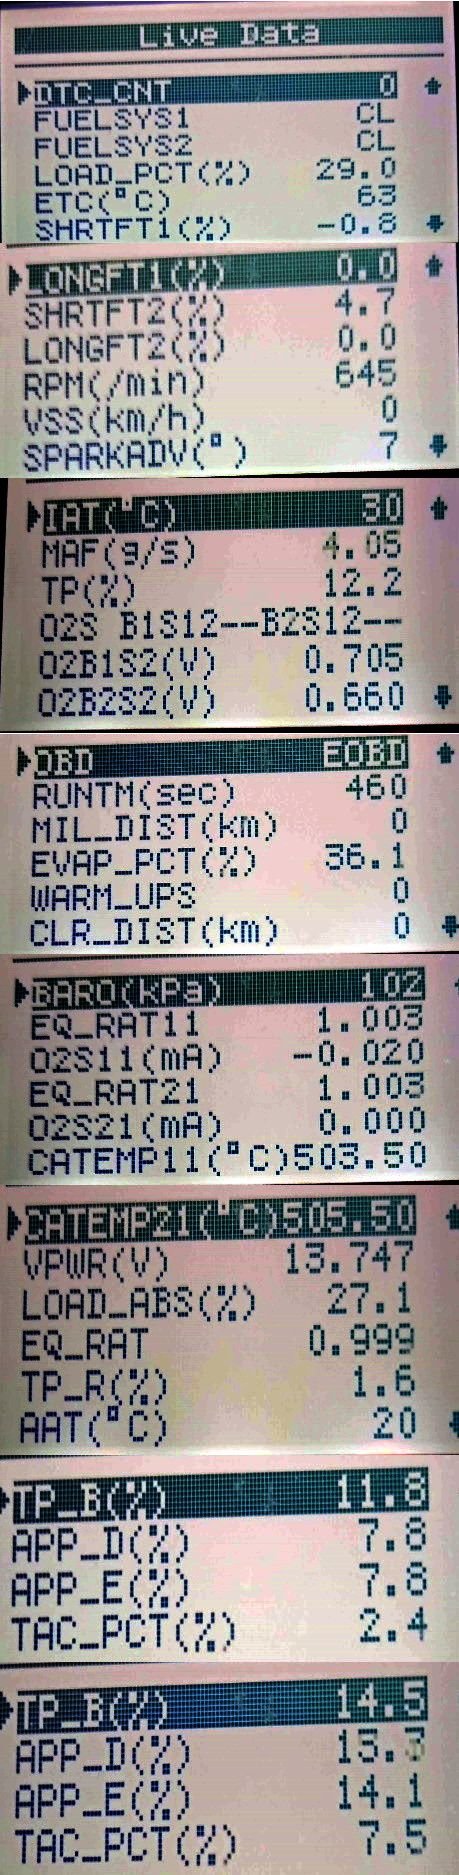 Live Data
DTC_CNT 0
FUELSYS1 CL
FUELSYS2 CL
LOAD_PCT(%) 29.0
ETC(°C) 63
SHRTFT1(%) -0.8
LONGFT1(%) 0.0
SHRTFT2(%) 4.7
LONGFT2(%) 0.0
RPM(/min) 645
VSS(km/h) 0
SPARKADV(°) 7
IAT(°C) 30
MAF(g/s) 4.05
TP(%) 12.2
O2S B1S12--B2S12--
O2B1S2(V) 0.705
O2B2S2(V) 0.660
OBD EOBD
RUNTM(sec) 460
MIL_DIST(km) 0
EVAP_PCT(%) 36.1
WARM_UPS 0
CLR_DIST(km) 0
BARO(kPa) 102
EQ_RAT11 1.003
O2S11(mA) -0.020
EQ_RAT21 1.003
O2S21(mA) 0.000
CATEMP11(°C)503.50
CATEMP21(°C)505.50
VPWR(V) 13.747
LOAD_ABS(%) 27.1
EQ_RAT 0.999
TP_R(%) 1.6
AAT(°C) 20
TP_B(%) 11.8
APP_D(%) 7.8
APP_E(%) 7.8
TAC_PCT(%) 2.4
TP_B(%) 14.5
APP_D(%) 13.3
APP_E(%) 14.1
TAC_PCT(%) 7.5